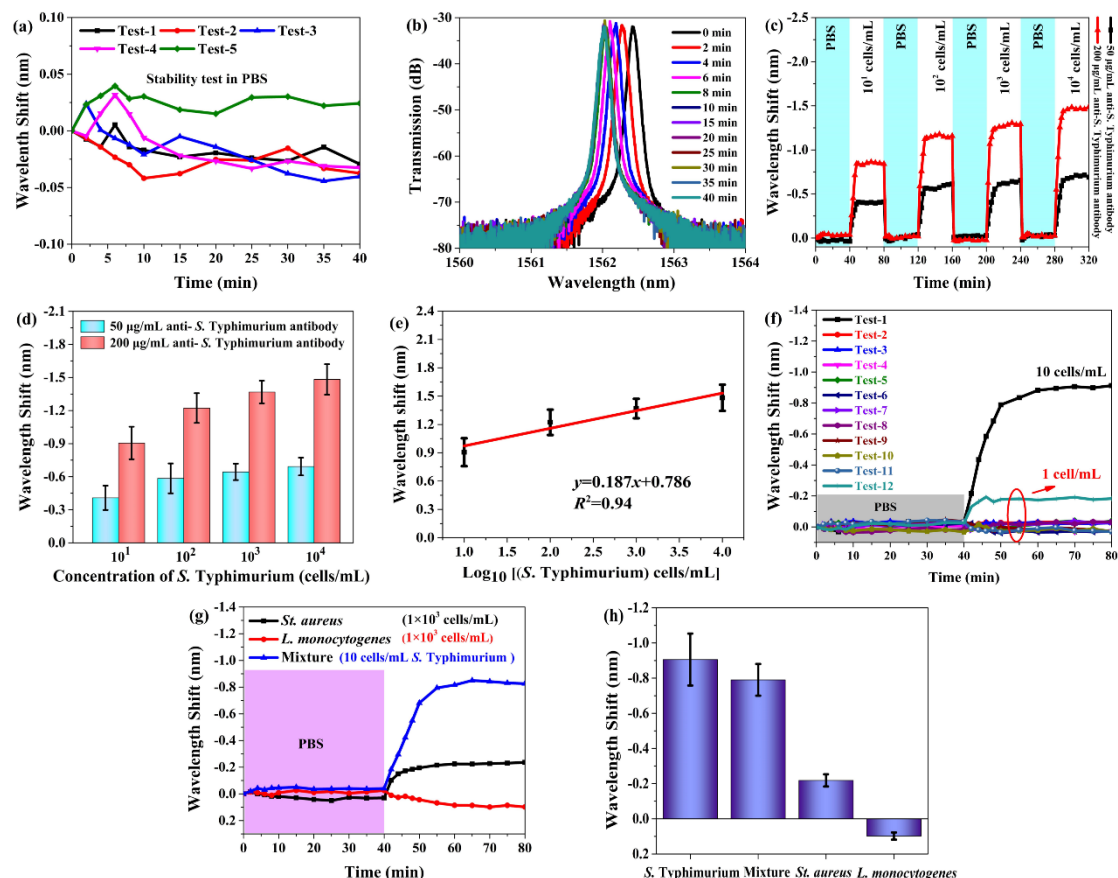 (a)
Test-1 Test-2 Test-3
Test-4 Test-5
Stability test in PBS
0.10
0.05
0.00
-0.05
-0.10
Wavelength Shift (nm)
0 5 10 15 20 25 30 35 40
Time (min)
(b)
0 min
2 min
4 min
6 min
8 min
10 min
15 min
20 min
25 min
30 min
35 min
40 min
-30
-40
-50
-60
-70
-80
Transmission (dB)
1560 1561 1562 1563 1564
Wavelength (nm)
(c)
PBS 10¹ cells/mL PBS 10² cells/mL PBS 10³ cells/mL PBS 10⁴ cells/mL
-2.5
-2.0
-1.5
-1.0
-0.5
0.0
Wavelength Shift (nm)
0 40 80 120 160 200 240 280 320
Time (min)
50 μg/mL anti-S. Typhimurium antibody
200 μg/mL anti-S. Typhimurium antibody
(d)
50 μg/mL anti- S. Typhimurium antibody
200 μg/mL anti- S. Typhimurium antibody
-2.1
-1.8
-1.5
-1.2
-0.9
-0.6
-0.3
0.0
Wavelength Shift (nm)
10¹ 10² 10³ 10⁴
Concentration of S. Typhimurium (cells/mL)
(e)
2.4
2.1
1.8
1.5
1.2
0.9
0.6
0.3
0.0
Wavelength shift (nm)
y=0.187x+0.786
R²=0.94
1.0 1.5 2.0 2.5 3.0 3.5 4.0
Log₁₀ [(S. Typhimurium) cells/mL]
(f)
Test-1
Test-2
Test-3
Test-4
Test-5
Test-6
Test-7
Test-8
Test-9
Test-10
Test-11
Test-12
10 cells/mL
1 cell/mL
PBS
-1.4
-1.2
-1.0
-0.8
-0.6
-0.4
-0.2
0.0
Wavelength Shift (nm)
0 10 20 30 40 50 60 70 80
Time (min)
(g)
St. aureus (1×10³ cells/mL)
L. monocytogenes (1×10³ cells/mL)
Mixture (10 cells/mL S. Typhimurium )
PBS
-1.4
-1.2
-1.0
-0.8
-0.6
-0.4
-0.2
0.0
0.2
Wavelength Shift (nm)
0 10 20 30 40 50 60 70 80
Time (min)
(h)
-1.2
-1.0
-0.8
-0.6
-0.4
-0.2
0.0
0.2
Wavelength Shift (nm)
S. Typhimurium Mixture St. aureus L. monocytogenes